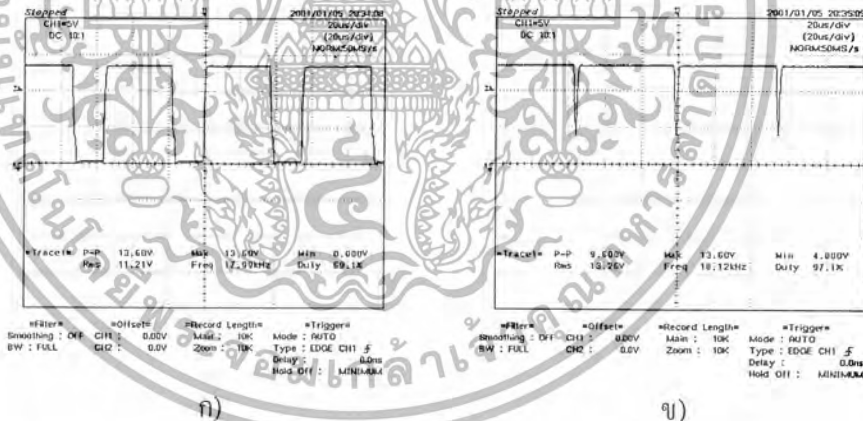 Stopped 2001/01/05 20:34:08
CH1=5V 20us/div
DC 10:1 (20us/div)
NORM:50MS/s
=Trace1= P-P 13.60V Max 13.60V Min 0.000V
Rms 11.21V Freq 17.99kHz Duty 69.1%
=Filter= =Offset= =Record Length= =Trigger=
Smoothing : OFF CH1 : 0.00V Main : 10K Mode : AUTO
BW : FULL CH2 : 0.0V Zoom : 10K Type : EDGE CH1
Delay : 0.0ns
Hold Off : MINIMUM
ก)
Stopped 2001/01/05 20:35:05
CH1=5V 20us/div
DC 10:1 (20us/div)
NORM:50MS/s
=Trace1= P-P 9.600V Max 13.60V Min 4.000V
Rms 13.26V Freq 18.12kHz Duty 97.1%
=Filter= =Offset= =Record Length= =Trigger=
Smoothing : OFF CH1 : 0.00V Main : 10K Mode : AUTO
BW : FULL CH2 : 0.0V Zoom : 10K Type : EDGE CH1
Delay : 0.0ns
Hold Off : MINIMUM
ข)